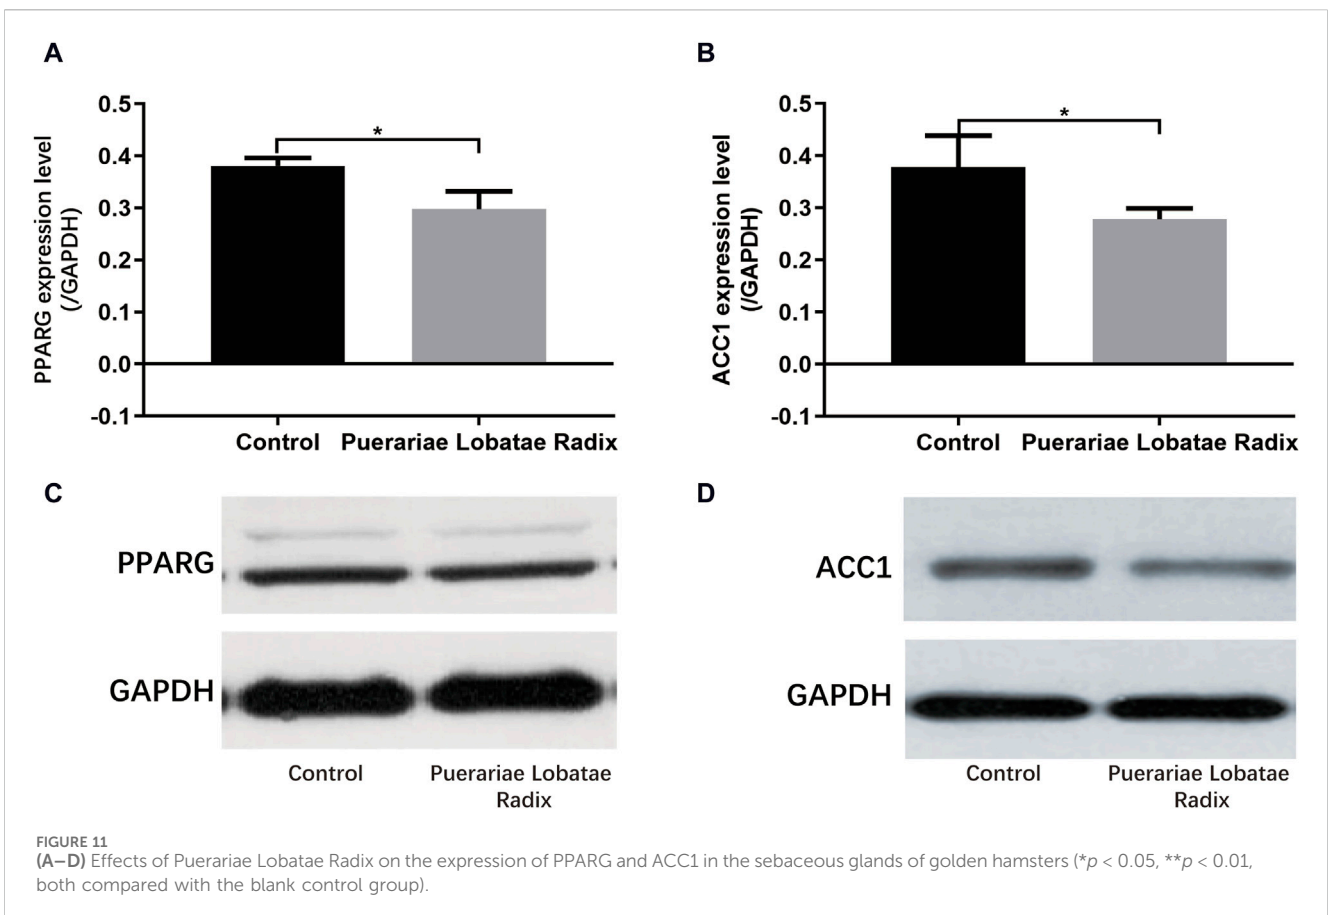 A
0.5
0.4
0.3
0.2
0.1
0.0
-0.1
PPARG expression level
(/GAPDH)
*
Control
Puerariae Lobatae Radix
B
0.5
0.4
0.3
0.2
0.1
0.0
-0.1
ACC1 expression level
(/GAPDH)
*
Control
Puerariae Lobatae Radix
C
PPARG
GAPDH
Control
Puerariae Lobatae
Radix
D
ACC1
GAPDH
Control
Puerariae Lobatae
Radix
FIGURE 11
(A–D) Effects of Puerariae Lobatae Radix on the expression of PPARG and ACC1 in the sebaceous glands of golden hamsters (*p < 0.05, **p < 0.01,
both compared with the blank control group).